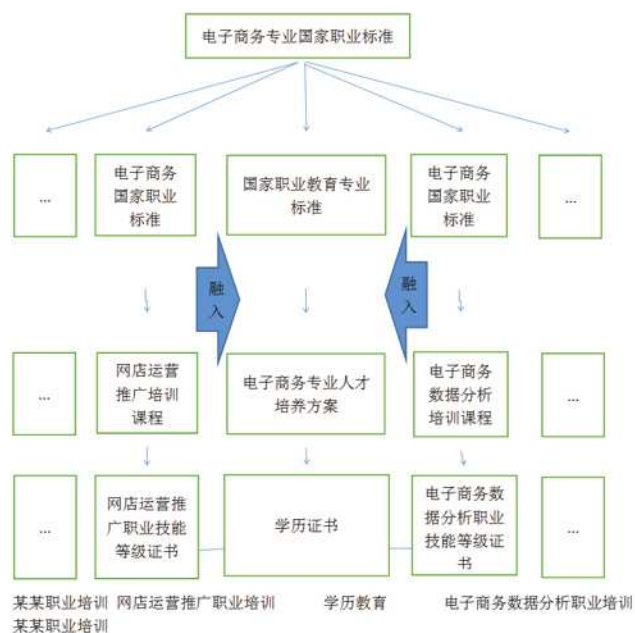 电子商务专业国家职业标准
...
电子商务
国家职业
标准
国家职业教育专业
标准
电子商务
国家职业
标准
...
融
入
融
入
...
网店运营
推广培训
课程
电子商务专业人才
培养方案
电子商务
数据分析
培训课程
...
...
网店运营推
广职业技能
等级证书
学历证书
电子商务数
据分析职业
技能等级证
书
...
某某职业培训 网店运营推广职业培训 学历教育 电子商务数据分析职业培训
某某职业培训